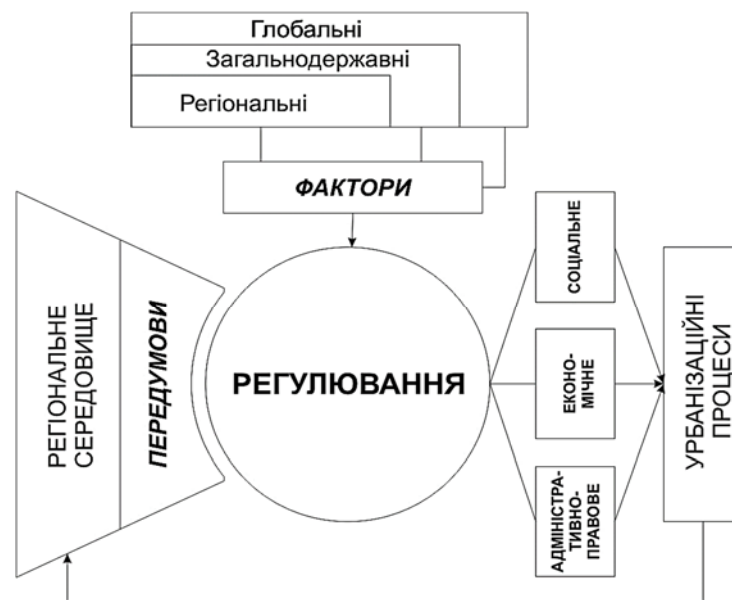 Глобальні
Загальнодержавні
Регіональні
ФАКТОРИ
РЕГІОНАЛЬНЕ
СЕРЕДОВИЩЕ
ПЕРЕДУМОВИ
РЕГУЛЮВАННЯ
СОЦІАЛЬНЕ
ЕКОНО-
МІЧНЕ
АДМІНІСТРА-
ТИВНО-
ПРАВОВЕ
УРБАНІЗАЦІЙНІ
ПРОЦЕСИ